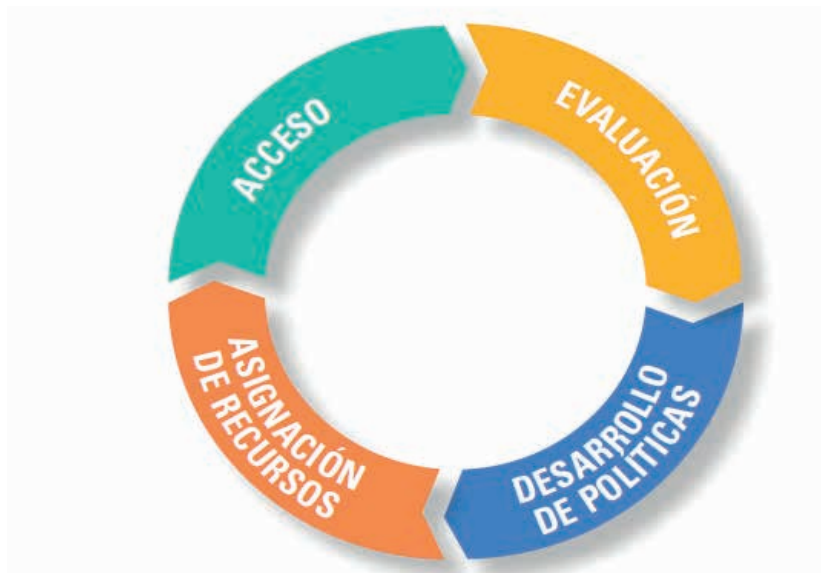 ACCESO
EVALUACIÓN
DESARROLLO
DE POLÍTICAS
ASIGNACIÓN
DE RECURSOS